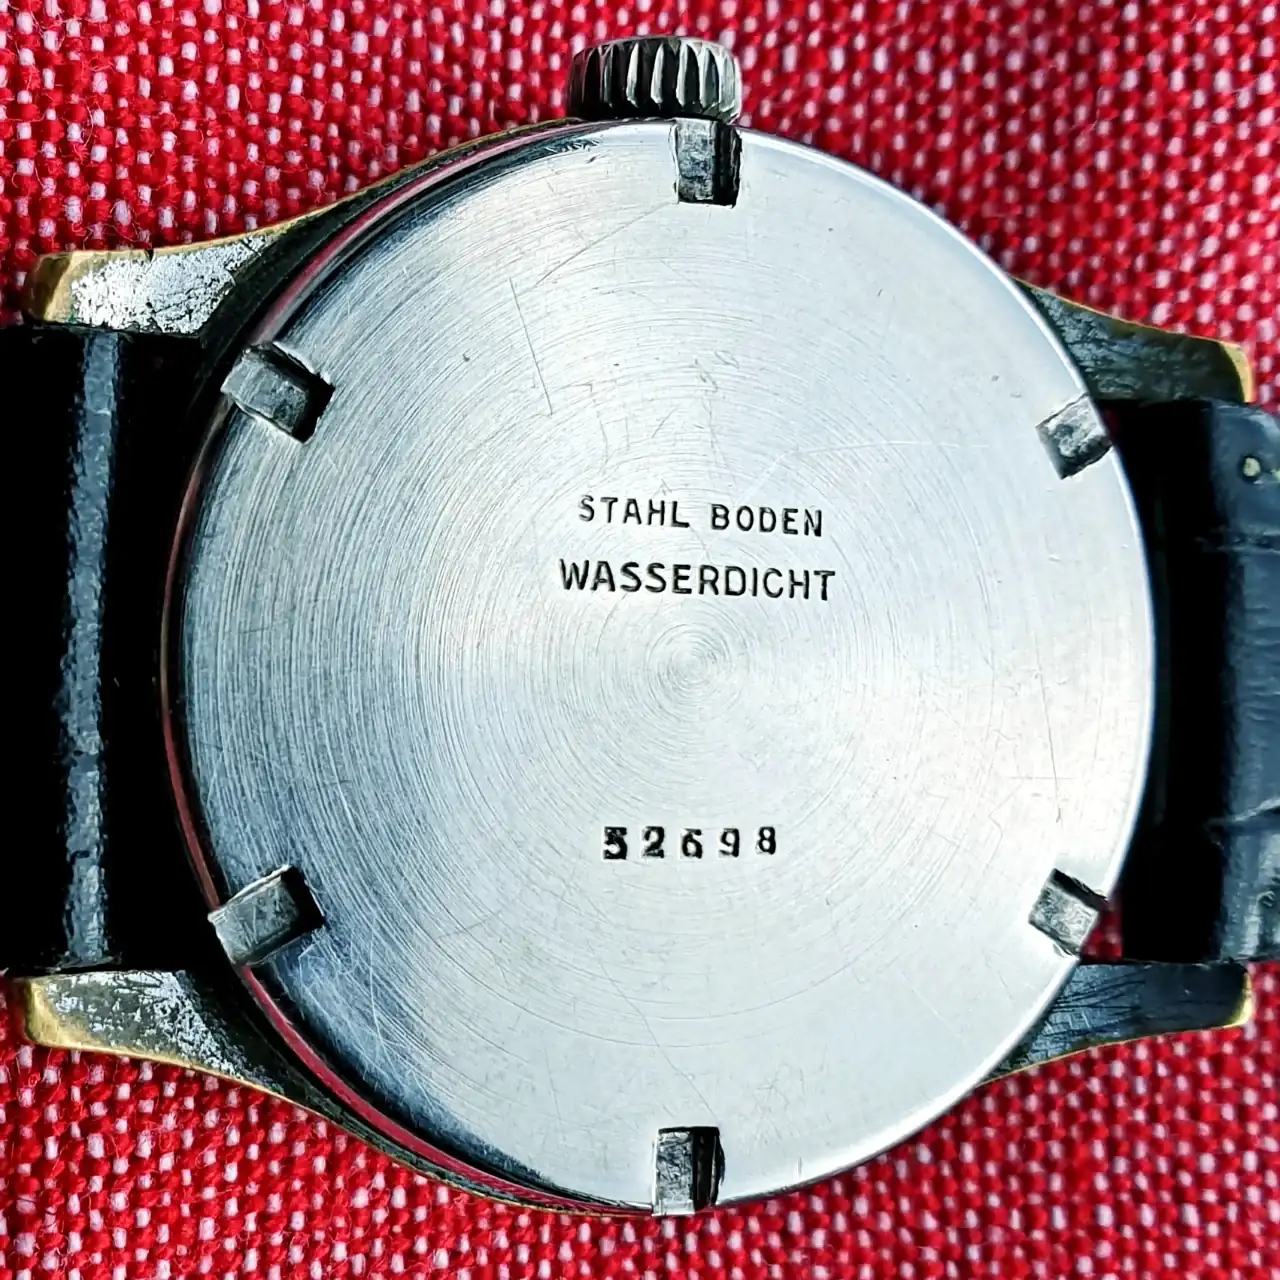 STAHL BODEN
WASSERDICHT
52698